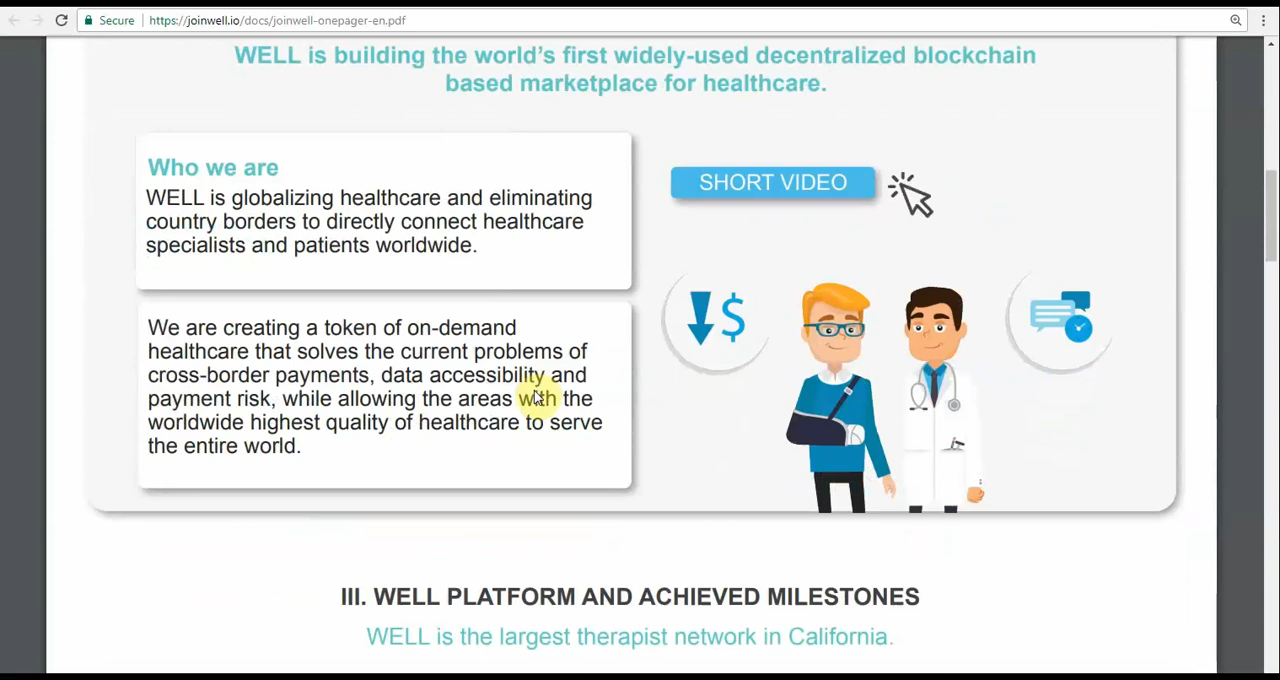 Secure
https://joinwell.io/docs/joinwell-onepager-en.pdf
WELL is building the world's first widely-used decentralized blockchain
based marketplace for healthcare.
Who we are
WELL is globalizing healthcare and eliminating
country borders to directly connect healthcare
specialists and patients worldwide.
SHORT VIDEO
$
We are creating a token of on-demand
healthcare that solves the current problems of
cross-border payments, data accessibility and
payment risk, while allowing the areas with the
worldwide highest quality of healthcare to serve
the entire world.
III. WELL PLATFORM AND ACHIEVED MILESTONES
WELL is the largest therapist network in California.